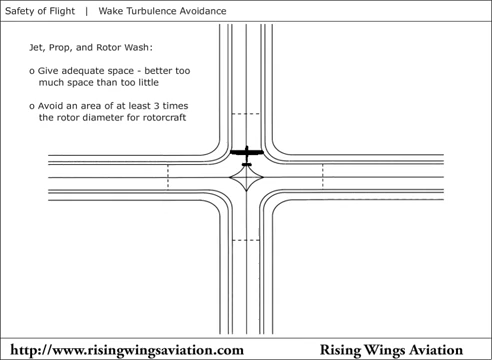 Safety of Flight | Wake Turbulence Avoidance
Jet, Prop, and Rotor Wash:
o Give adequate space - better too
much space than too little
o Avoid an area of at least 3 times
the rotor diameter for rotorcraft
http://www.risingwingsaviation.com Rising Wings Aviation